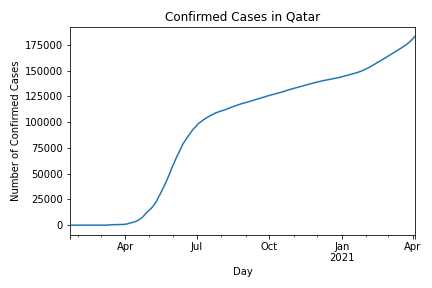 Confirmed Cases in Qatar
Number of Confirmed Cases
175000
150000
125000
100000
75000
50000
25000
0
Apr Jul Oct Jan Apr
2021
Day